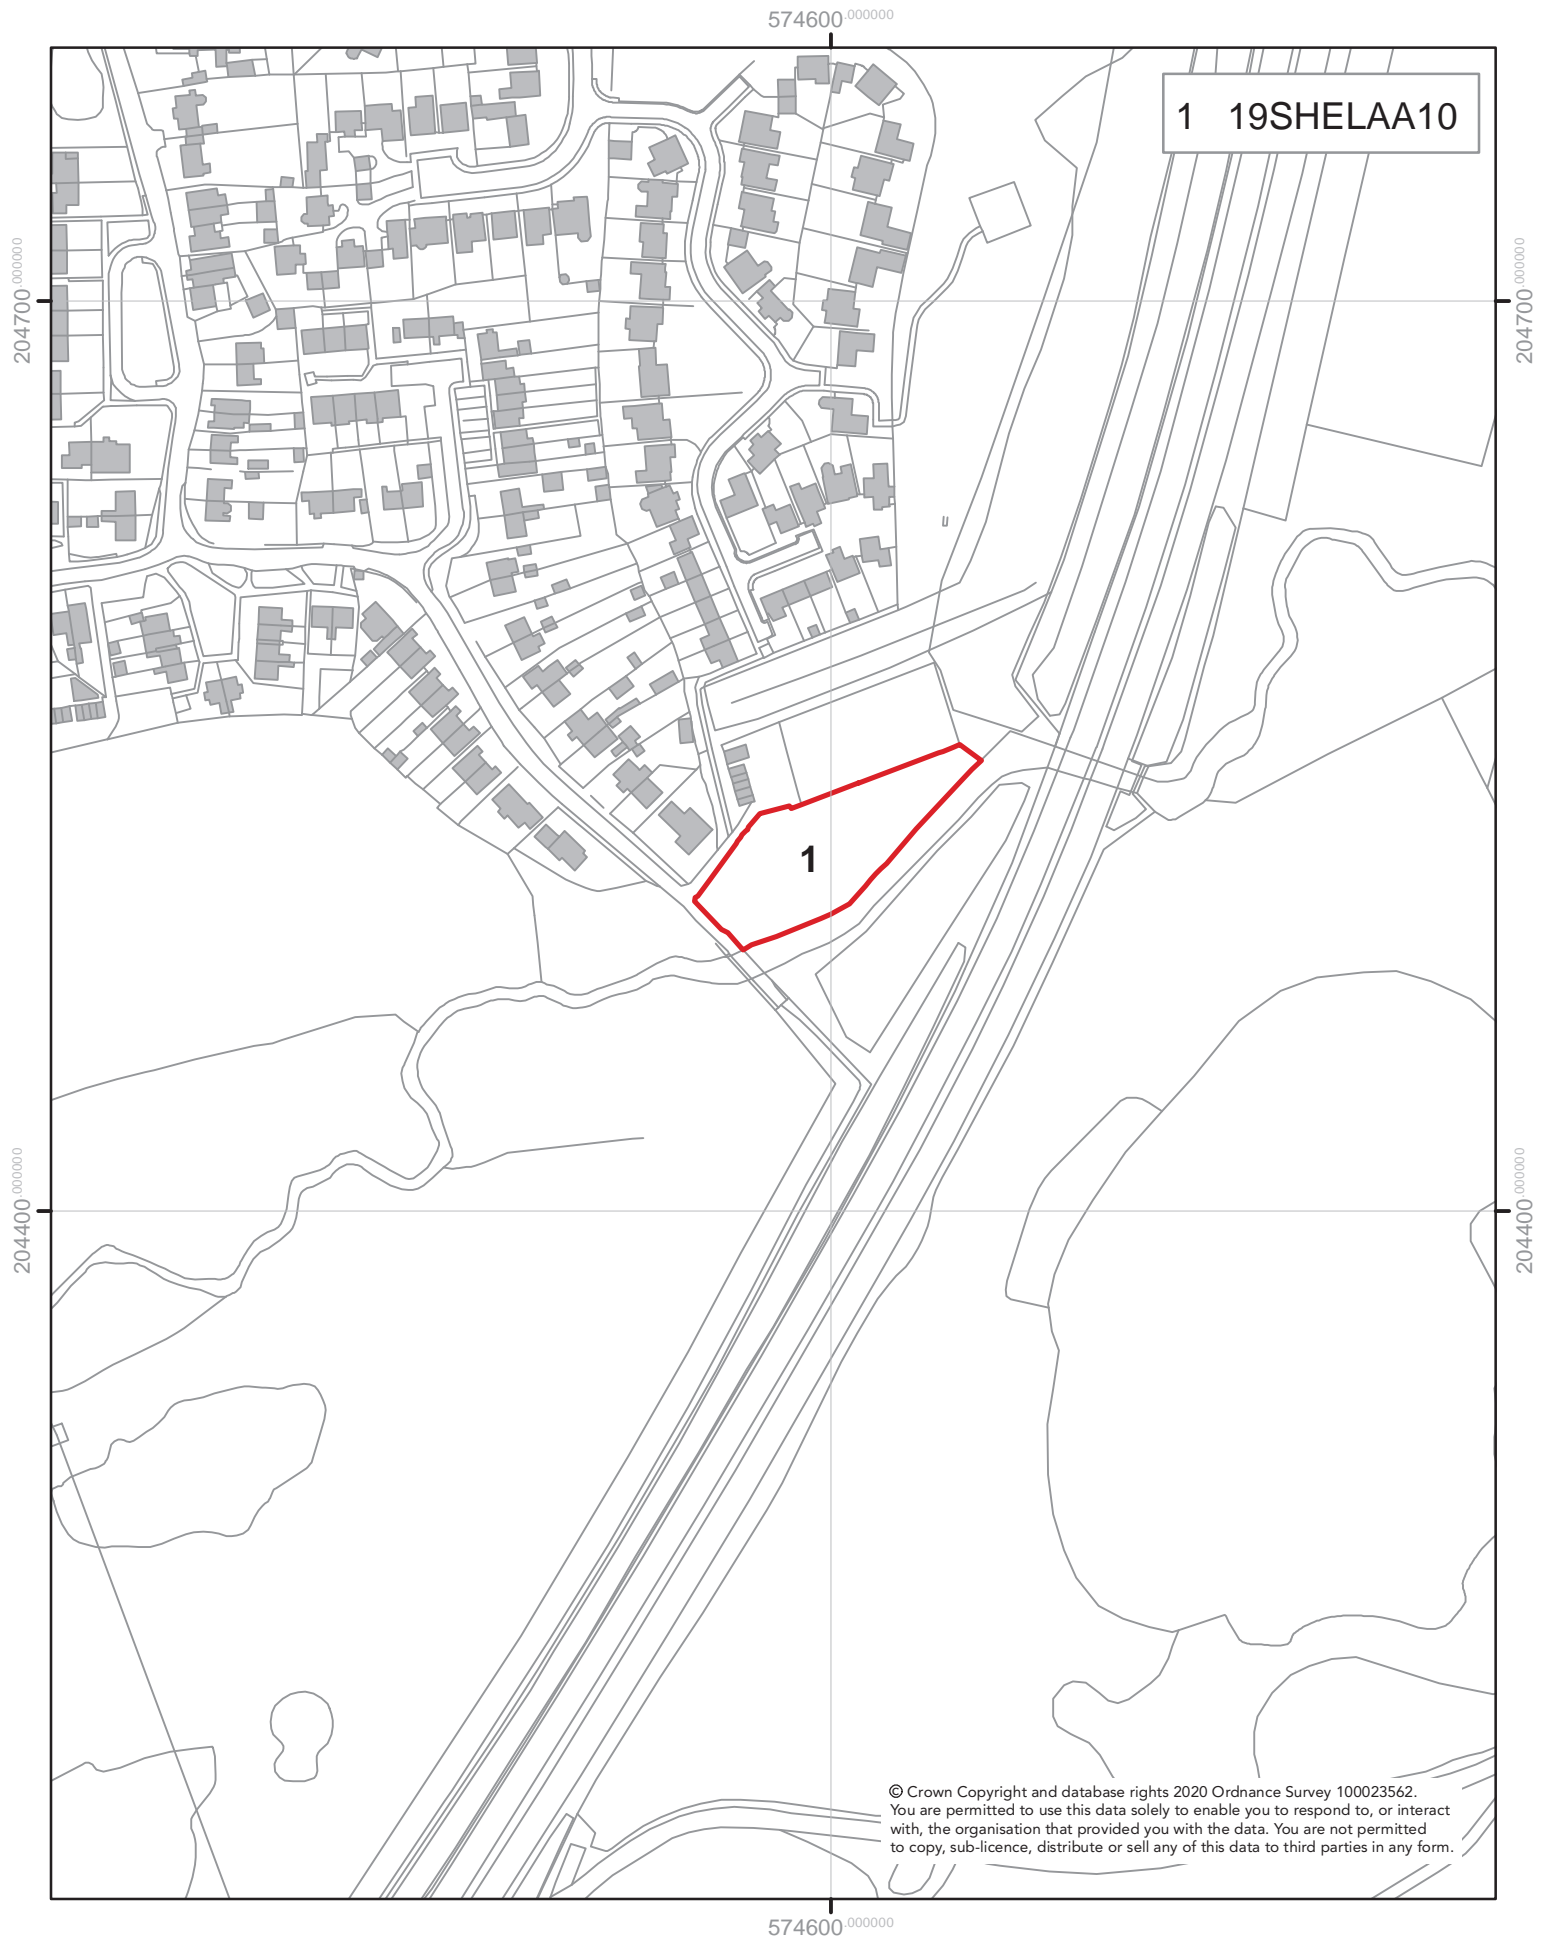 574600.000000
1 19SHELAA10
204700.000000
204700.000000
1
204400.000000
204400.000000
© Crown Copyright and database rights 2020 Ordnance Survey 100023562.
You are permitted to use this data solely to enable you to respond to, or interact
with, the organisation that provided you with the data. You are not permitted
to copy, sub-licence, distribute or sell any of this data to third parties in any form.
574600.000000